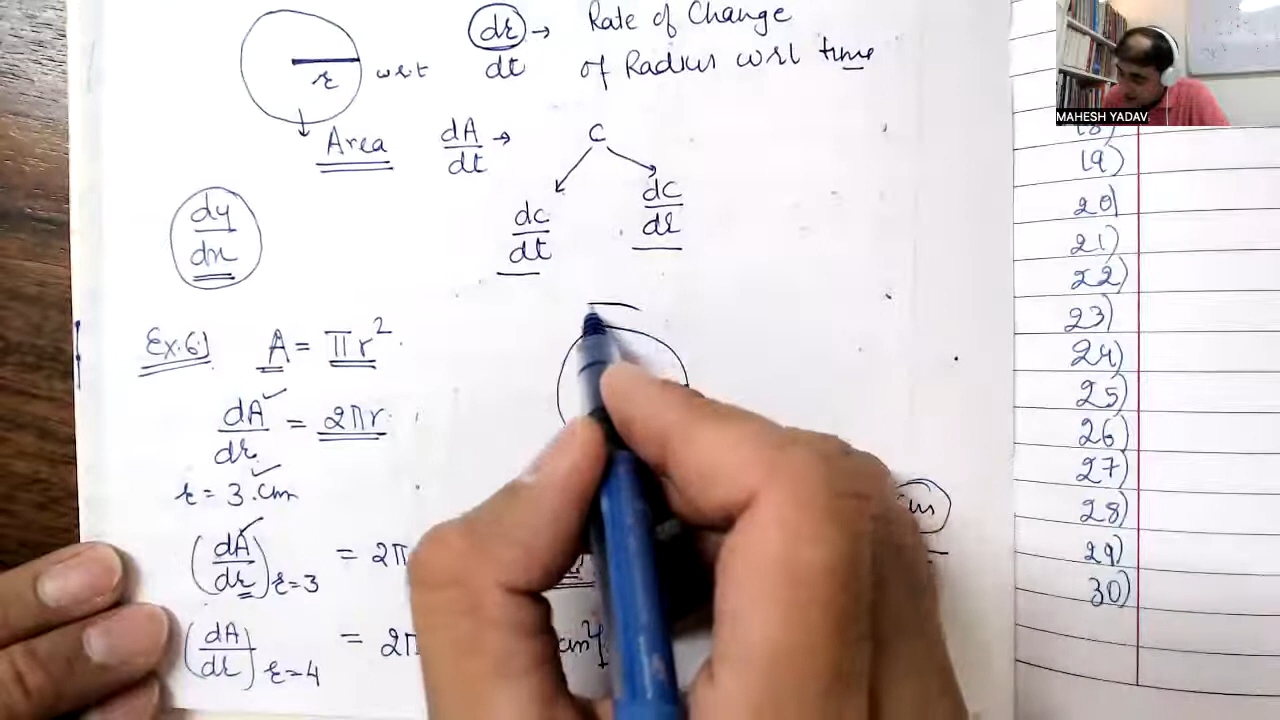 dr → Rate of Change
dt of Radius wrt time
r wrt
Area dA/dt → C
dy/dx
dc/dt dc/dr
Ex.6) A = πr²
dA/dr = 2πr
r = 3 cm
(dA/dr) r=3 = 2π
(dA/dr) r=4 = 2π
MAHESH YADAV
18)
19)
20)
21)
22)
23)
24)
25)
26)
27)
28)
29)
30)